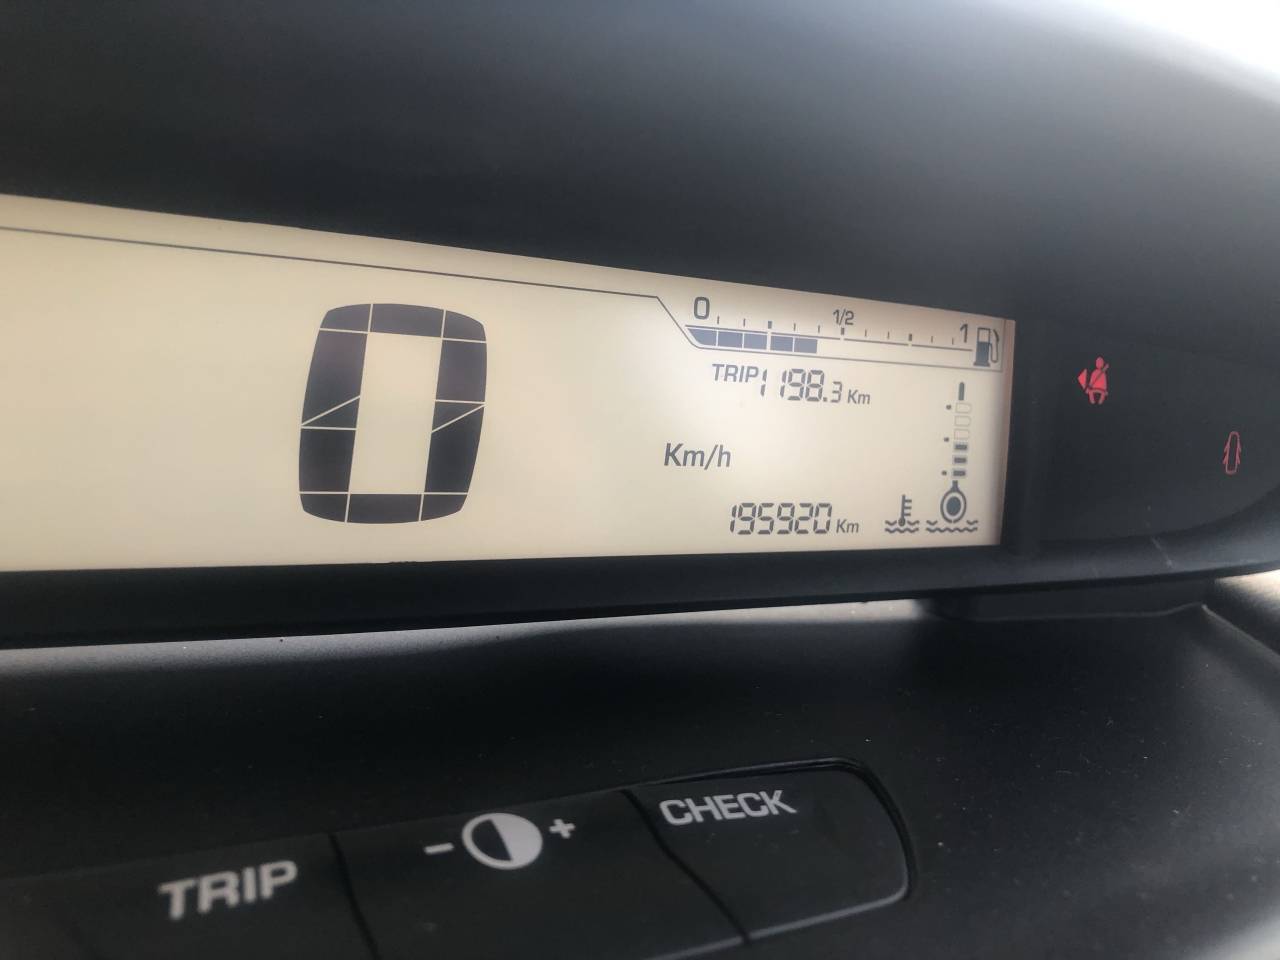 0 1/2 1
TRIP 1198.3 Km
0
Km/h
195920 Km
TRIP
- +
CHECK